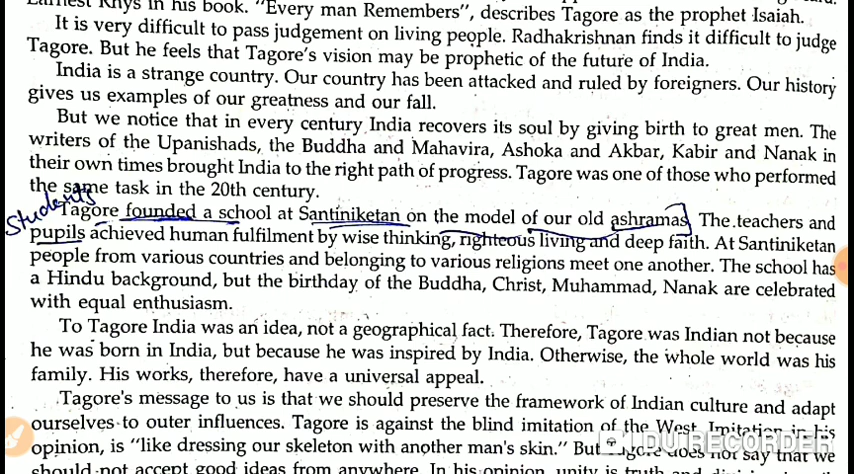 Earnest Rhys in his book. "Every man Remembers", describes Tagore as the prophet Isaiah.
It is very difficult to pass judgement on living people. Radhakrishnan finds it difficult to judge
Tagore. But he feels that Tagore's vision may be prophetic of the future of India.
India is a strange country. Our country has been attacked and ruled by foreigners. Our history
gives us examples of our greatness and our fall.
But we notice that in every century India recovers its soul by giving birth to great men. The
writers of the Upanishads, the Buddha and Mahavira, Ashoka and Akbar, Kabir and Nanak in
their own times brought India to the right path of progress. Tagore was one of those who performed
the same task in the 20th century.
Students
Tagore founded a school at Santiniketan on the model of our old ashramas. The teachers and
pupils achieved human fulfilment by wise thinking, righteous living and deep faith. At Santiniketan
people from various countries and belonging to various religions meet one another. The school has
a Hindu background, but the birthday of the Buddha, Christ, Muhammad, Nanak are celebrated
with equal enthusiasm.
To Tagore India was an idea, not a geographical fact. Therefore, Tagore was Indian not because
he was born in India, but because he was inspired by India. Otherwise, the whole world was his
family. His works, therefore, have a universal appeal.
Tagore's message to us is that we should preserve the framework of Indian culture and adapt
ourselves to outer influences. Tagore is against the blind imitation of the West. Imitation in his
opinion, is "like dressing our skeleton with another man's skin." But Tagore does not say that we
should not accept good ideas from anywhere. In his opinion, unity is truth and
DU RECORDER